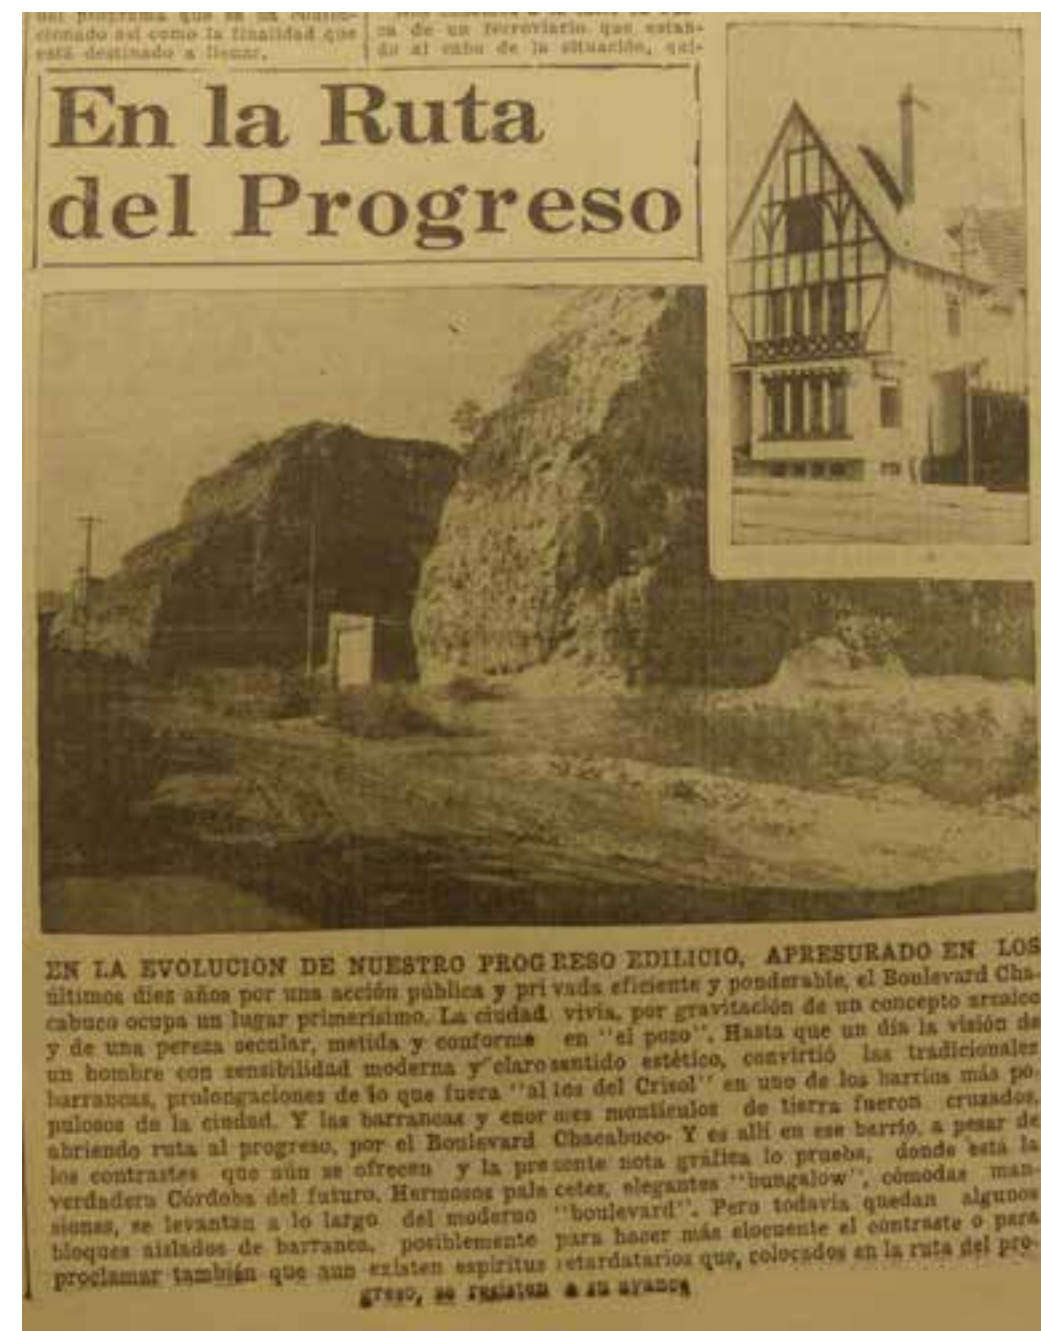 del programa que se ha
cionado así como la finalidad que
está destinado a llenar.
za de un ferroviario que estan-
do al cabo de la situación, qui-
En la Ruta
del Progreso
EN LA EVOLUCION DE NUESTRO PROGRESO EDILICIO, APRESURADO EN LOS
últimos diez años por una acción pública y privada eficiente y ponderable, el Boulevard Cha-
cabuco ocupa un lugar primerísimo. La ciudad vivía, por gravitación de un concepto arcaico
y de una pereza secular, metida y conforme en "el pozo". Hasta que un día la visión de
un hombre con sensibilidad moderna y claro sentido estético, convirtió las tradicionales
barrancas, prolongaciones de lo que fuera "altos del Crisol" en uno de los barrios más po-
pulosos de la ciudad. Y las barrancas y enormes montículos de tierra fueron cruzados,
abriendo ruta al progreso, por el Boulevard Chacabuco. Y es allí en ese barrio, a pesar de
los contrastes que aún se ofrecen y la presente nota gráfica lo prueba, donde está la
verdadera Córdoba del futuro. Hermosos palacetes, elegantes "bungalow", cómodas man-
siones, se levantan a lo largo del moderno "boulevard". Pero todavía quedan algunos
bloques aislados de barranca, posiblemente para hacer más elocuente el contraste o para
proclamar también que aun existen espíritus retardatarios que, colocados en la ruta del pro-
greso, se resisten a su avance